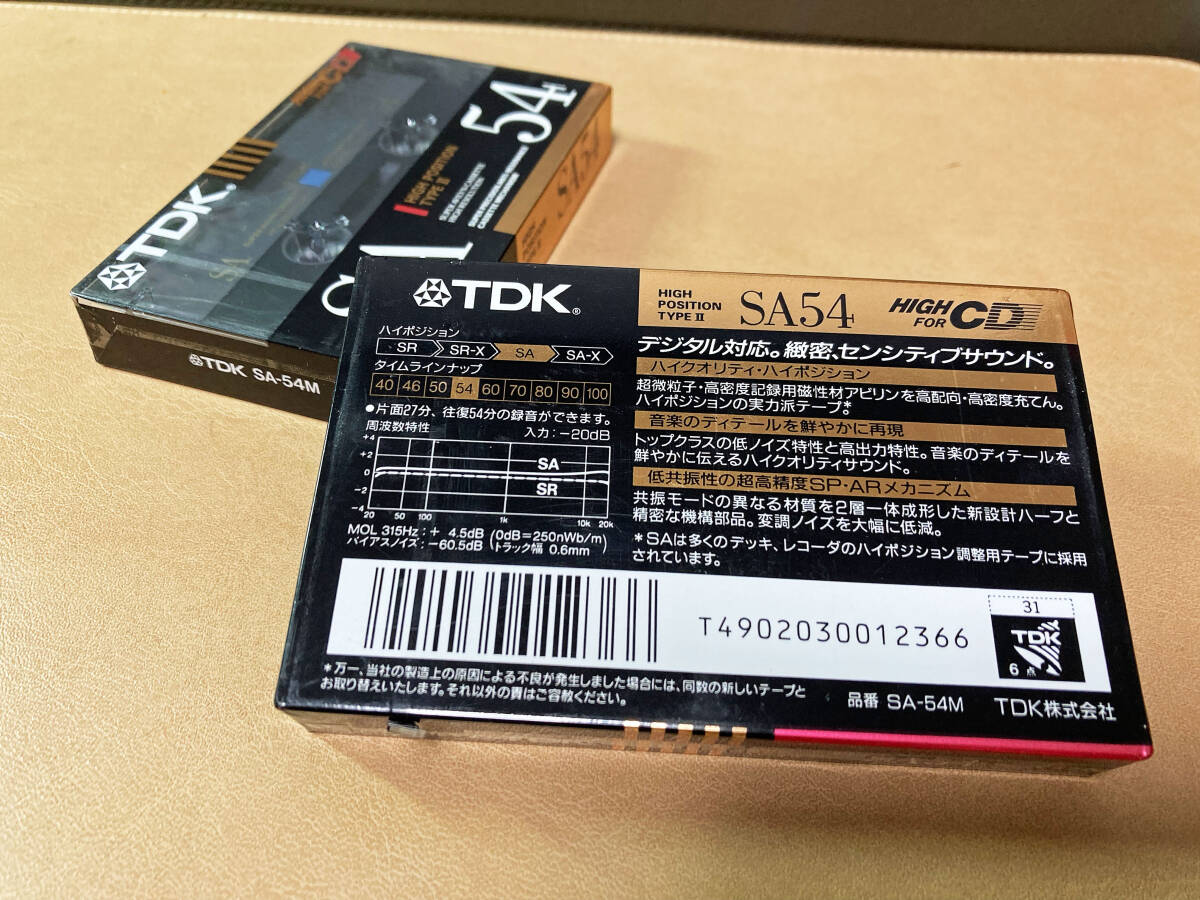 TDK®
SA
HIGH POSITION
TYPE II
54
SA54
TDK SA-54M
TDK®
HIGH
POSITION
TYPE II
SA54
HIGH FOR CD
ハイポジション
SR SR-X SA SA-X
タイムラインナップ
40 46 50 54 60 70 80 90 100
●片面27分、往復54分の録音ができます。
周波数特性 入力:−20dB
+4
+2
0
−2
−4
SA
SR
20 50 100 1k 10k 20k
MOL 315Hz:+ 4.5dB (0dB=250nWb/m)
バイアスノイズ:−60.5dB (トラック幅 0.6mm)
デジタル対応。緻密、センシティブサウンド。
ハイクオリティ・ハイポジション
超微粒子・高密度記録用磁性材アビリンを高配向・高密度充てん。
ハイポジションの実力派テープ*。
音楽のディテールを鮮やかに再現
トップクラスの低ノイズ特性と高出力特性。音楽のディテールを
鮮やかに伝えるハイクオリティサウンド。
低共振性の超高精度SP・ARメカニズム
共振モードの異なる材質を2層一体成形した新設計ハーフと
精密な機構部品。変調ノイズを大幅に低減。
*SAは多くのデッキ、レコーダのハイポジション調整用テープに採用
されています。
T4902030012366
31
TDK
6点
*万一、当社の製造上の原因による不良が発生しました場合には、同数の新しいテープと
お取り替えいたします。それ以外の責はご容赦ください。
品番 SA-54M TDK株式会社